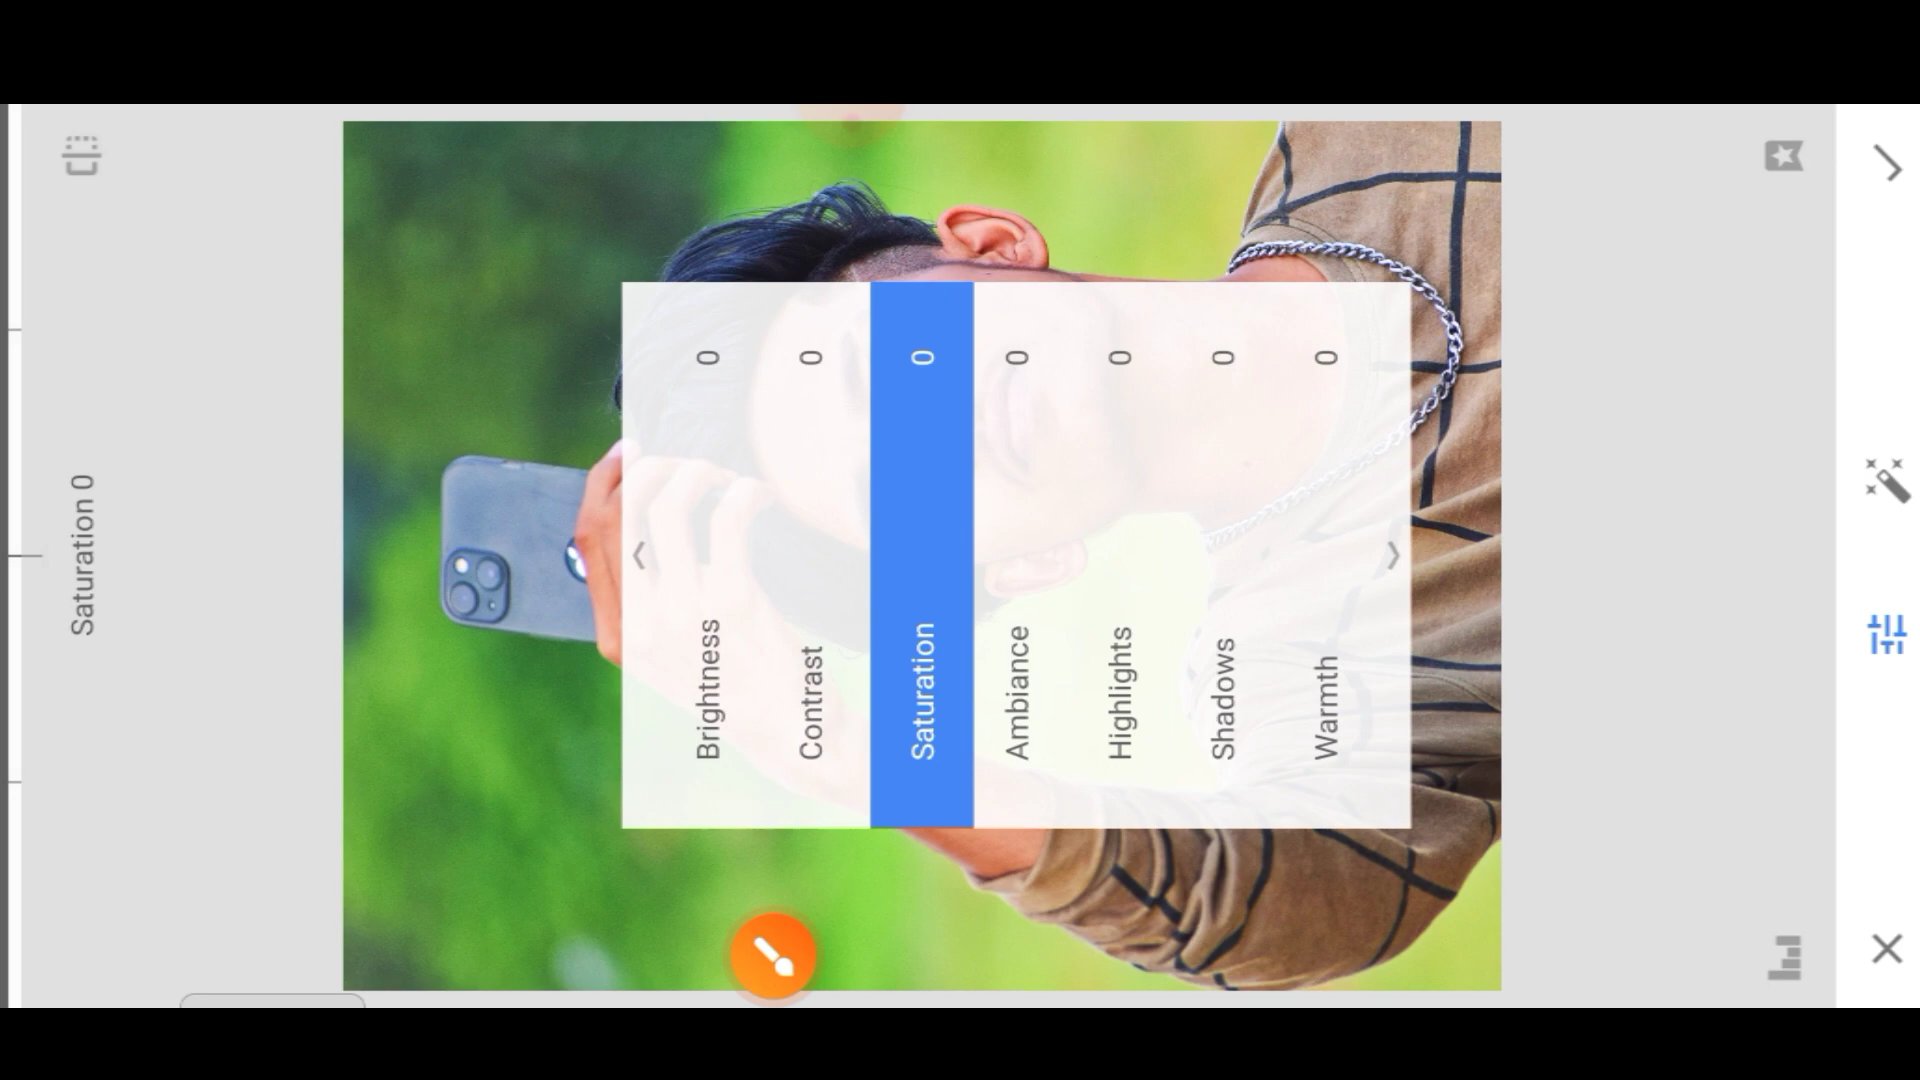 Saturation 0
Brightness 0
Contrast 0
Saturation 0
Ambiance 0
Highlights 0
Shadows 0
Warmth 0